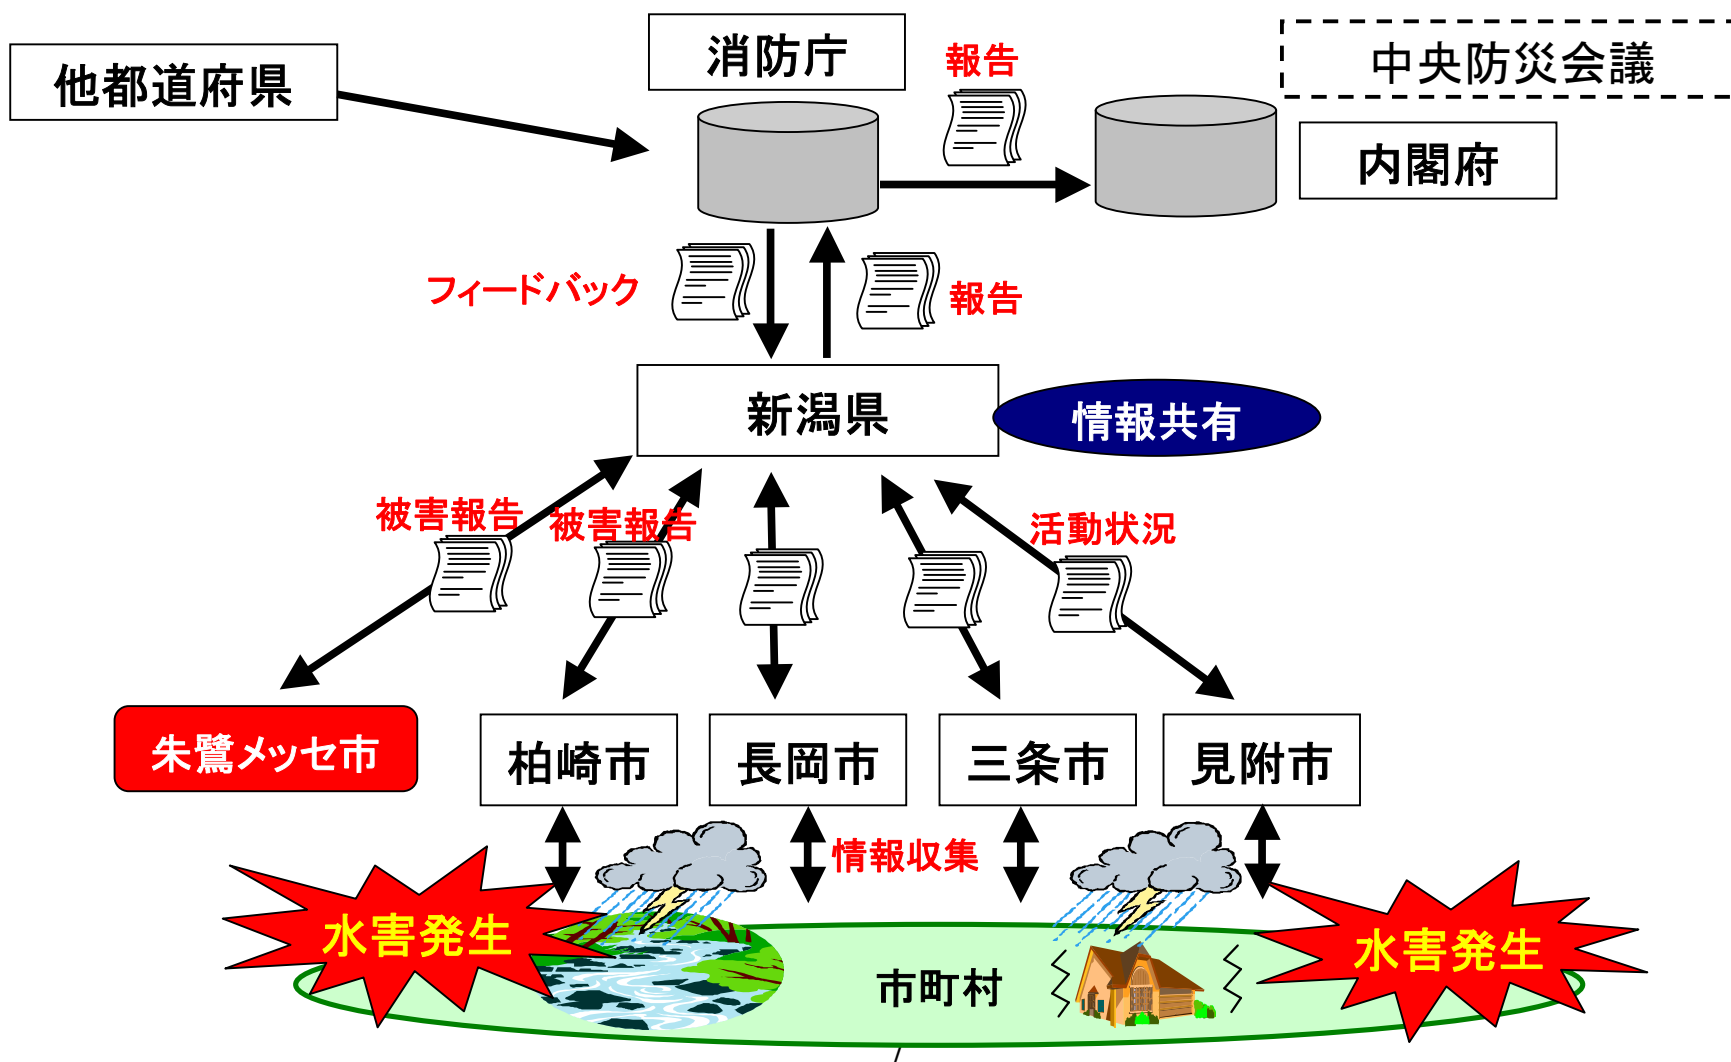 消防庁
中央防災会議
他都道府県
報告
内閣府
フィードバック
報告
新潟県
情報共有
被害報告
被害報告
活動状況
朱鷺メッセ市
柏崎市
長岡市
三条市
見附市
情報収集
水害発生
水害発生
市町村